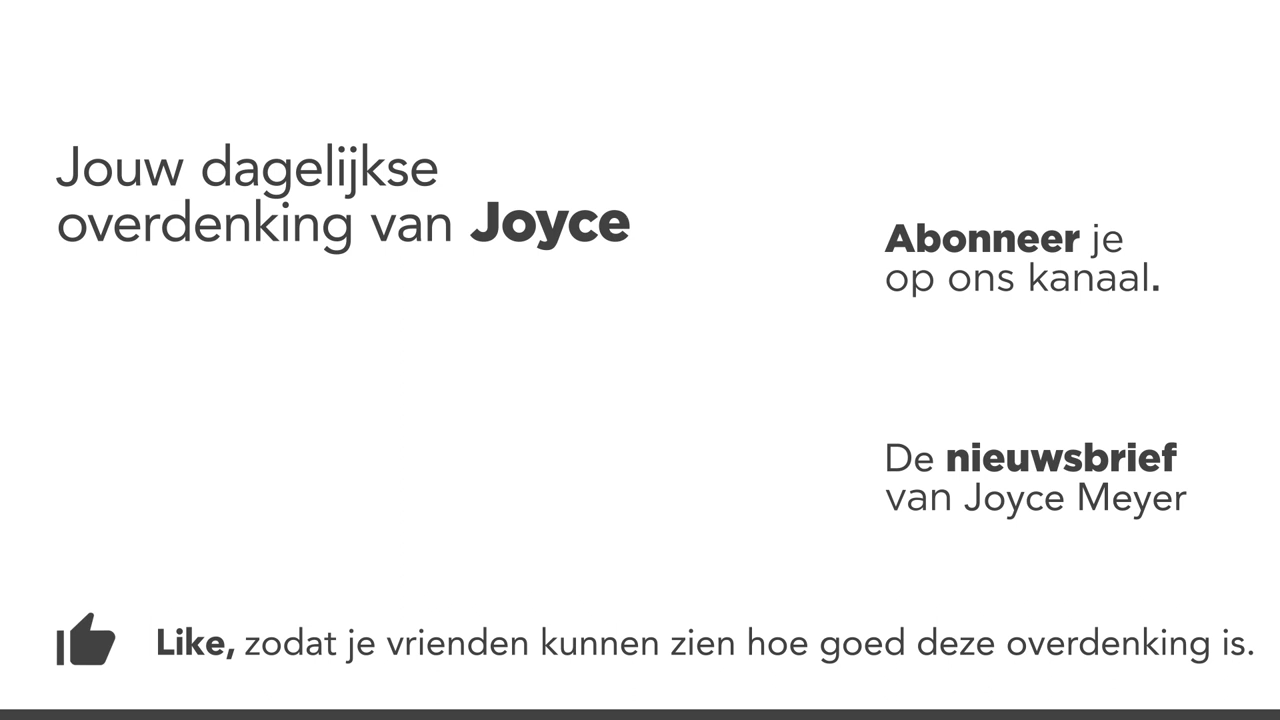 Jouw dagelijkse
overdenking van Joyce
Abonneer je
op ons kanaal.
De nieuwsbrief
van Joyce Meyer
Like, zodat je vrienden kunnen zien hoe goed deze overdenking is.